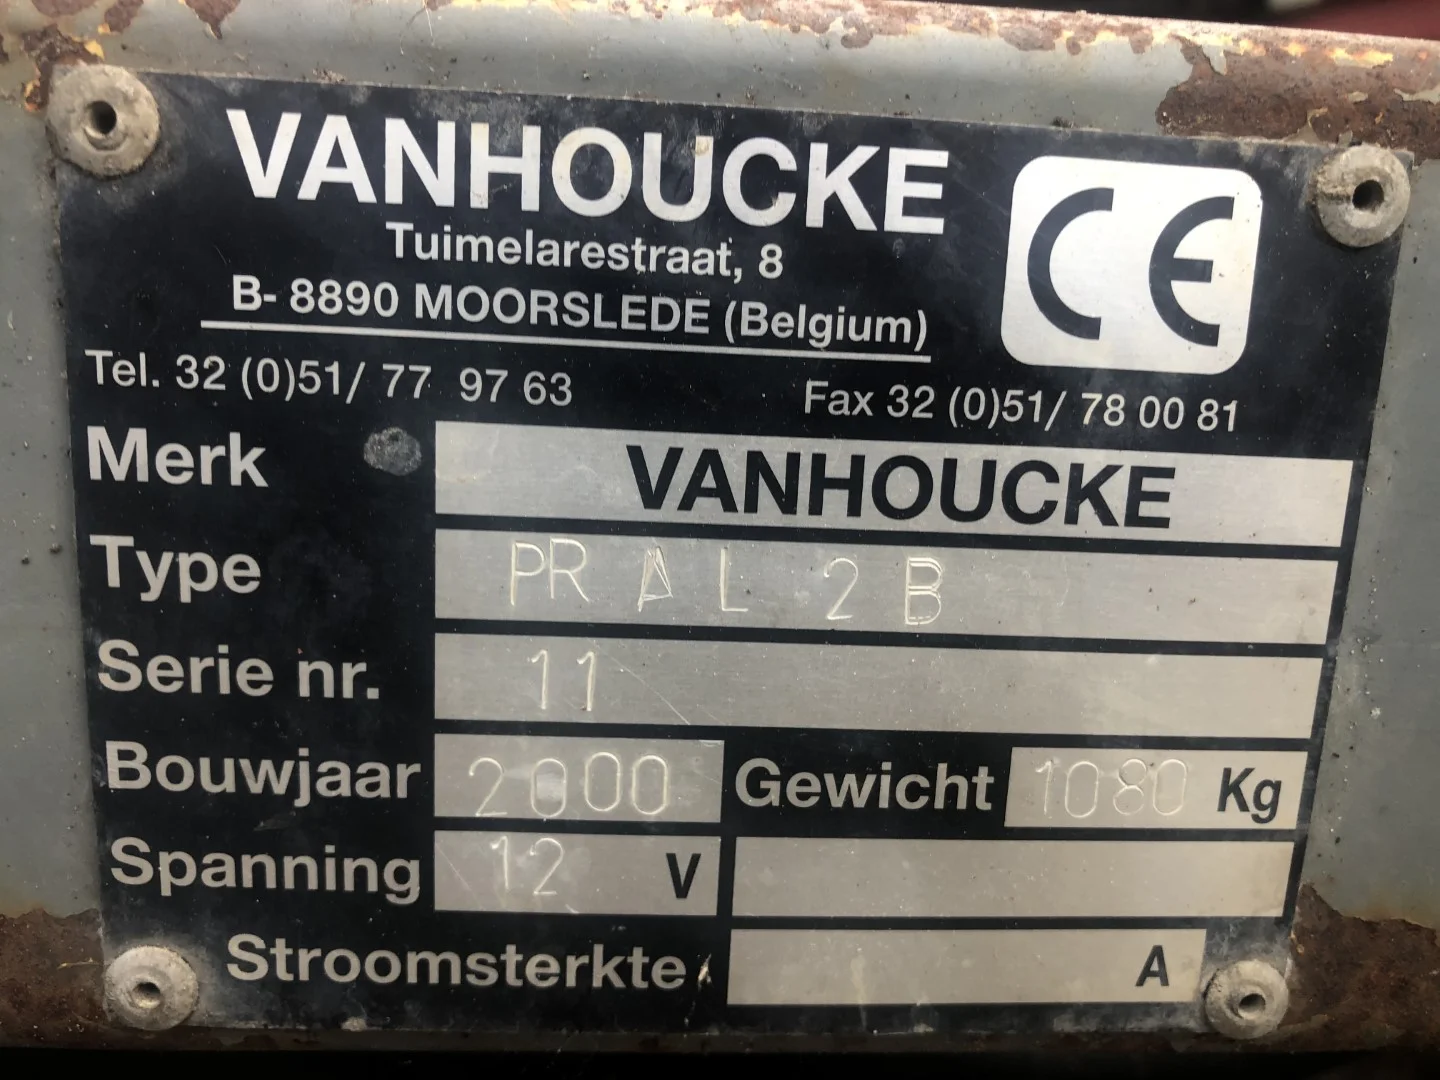 VANHOUCKE
Tuimelarestraat, 8
B- 8890 MOORSLEDE (Belgium)
CE
Tel. 32 (0)51/ 77 97 63
Fax 32 (0)51/ 78 00 81
Merk VANHOUCKE
Type PR A L 2 B
Serie nr. 11
Bouwjaar 2000 Gewicht 1080 Kg
Spanning 12 V
Stroomsterkte A